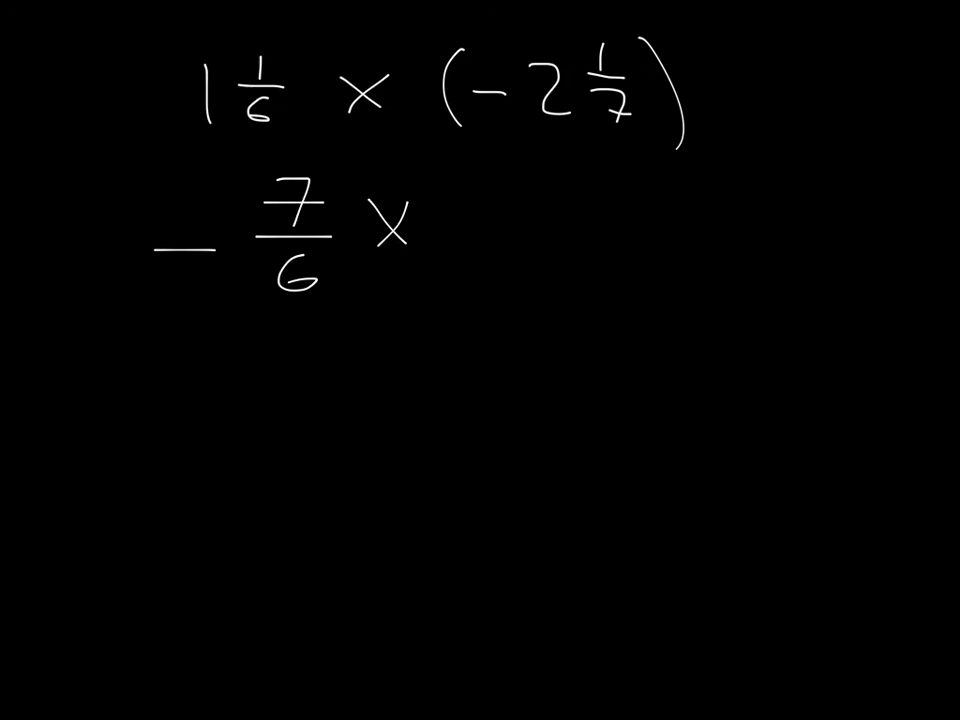 1 1/6 × (-2 1/7)
- 7/6 ×